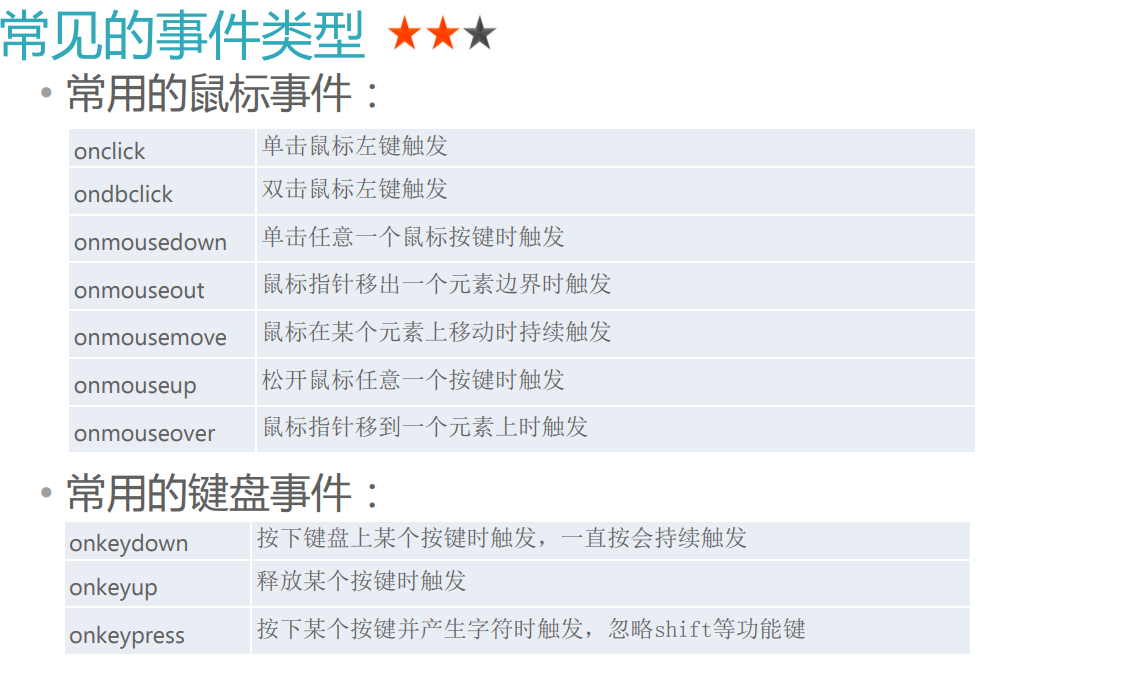 常见的事件类型
常用的鼠标事件：
onclick 单击鼠标左键触发
ondbclick 双击鼠标左键触发
onmousedown 单击任意一个鼠标按键时触发
onmouseout 鼠标指针移出一个元素边界时触发
onmousemove 鼠标在某个元素上移动时持续触发
onmouseup 松开鼠标任意一个按键时触发
onmouseover 鼠标指针移到一个元素上时触发
常用的键盘事件：
onkeydown 按下键盘上某个按键时触发，一直按会持续触发
onkeyup 释放某个按键时触发
onkeypress 按下某个按键并产生字符时触发，忽略shift等功能键